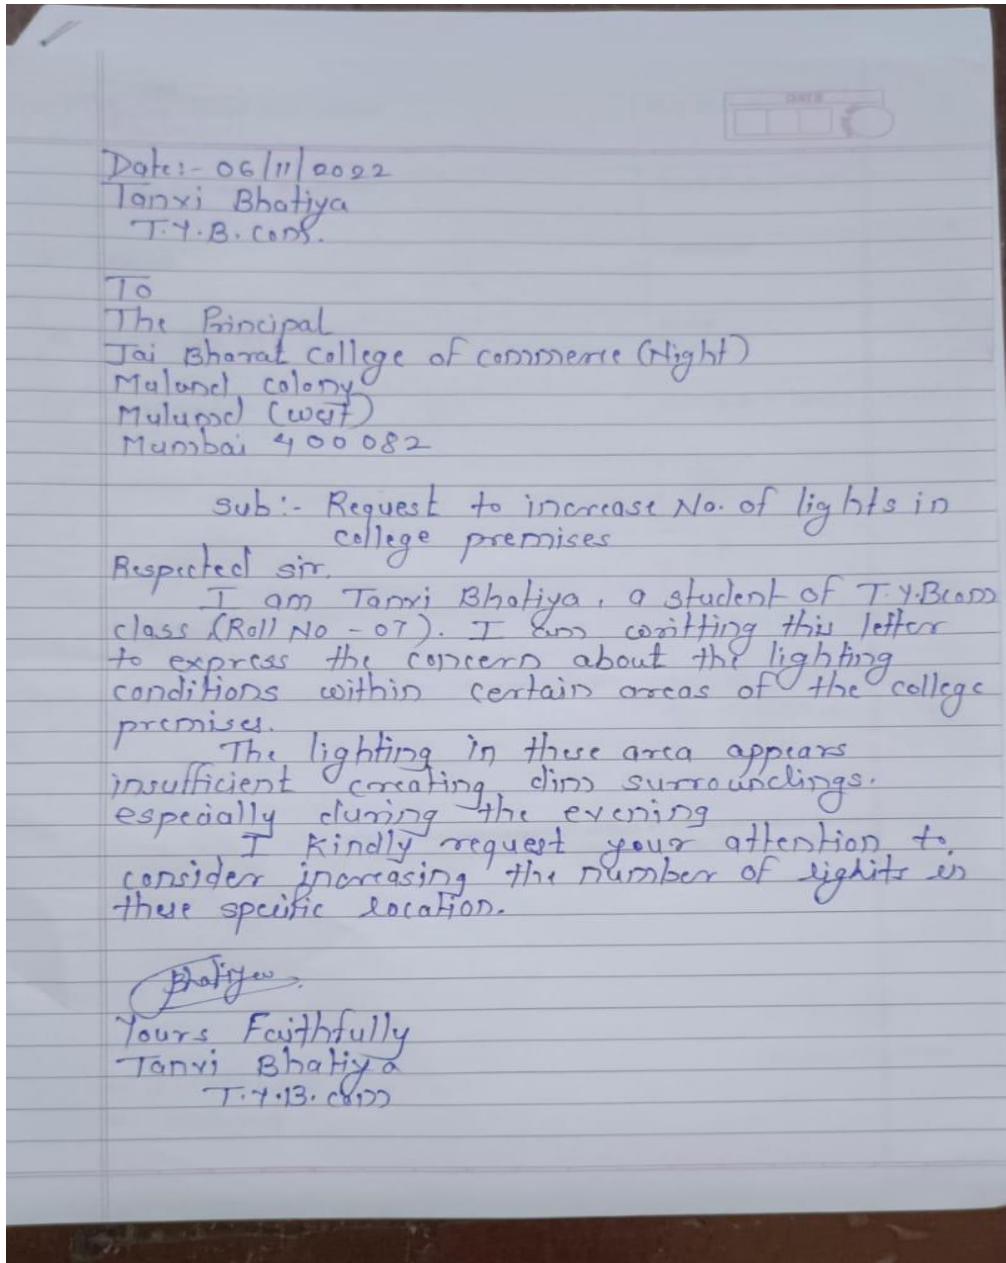 DATE
Date:- 06/11/2022
Tanvi Bhatiya
T.Y.B.com.
To
The Principal
Jai Bharat college of commerce (Night)
Mulund colony
Mulund (west)
Mumbai 400082
Sub:- Request to increase No. of lights in
college premises
Respected sir.
I am Tanvi Bhatiya, a student of T.Y.Bcom
class (Roll No - 07). I am writting this letter
to express the concern about the lighting
conditions within certain areas of the college
premises.
The lighting in these area appears
insufficient creating dim surroundings.
especially during the evening
I kindly request your attention to
consider increasing the number of lights in
these specific location.
Bhatiya
Yours Faithfully
Tanvi Bhatiya
T.Y.B.com